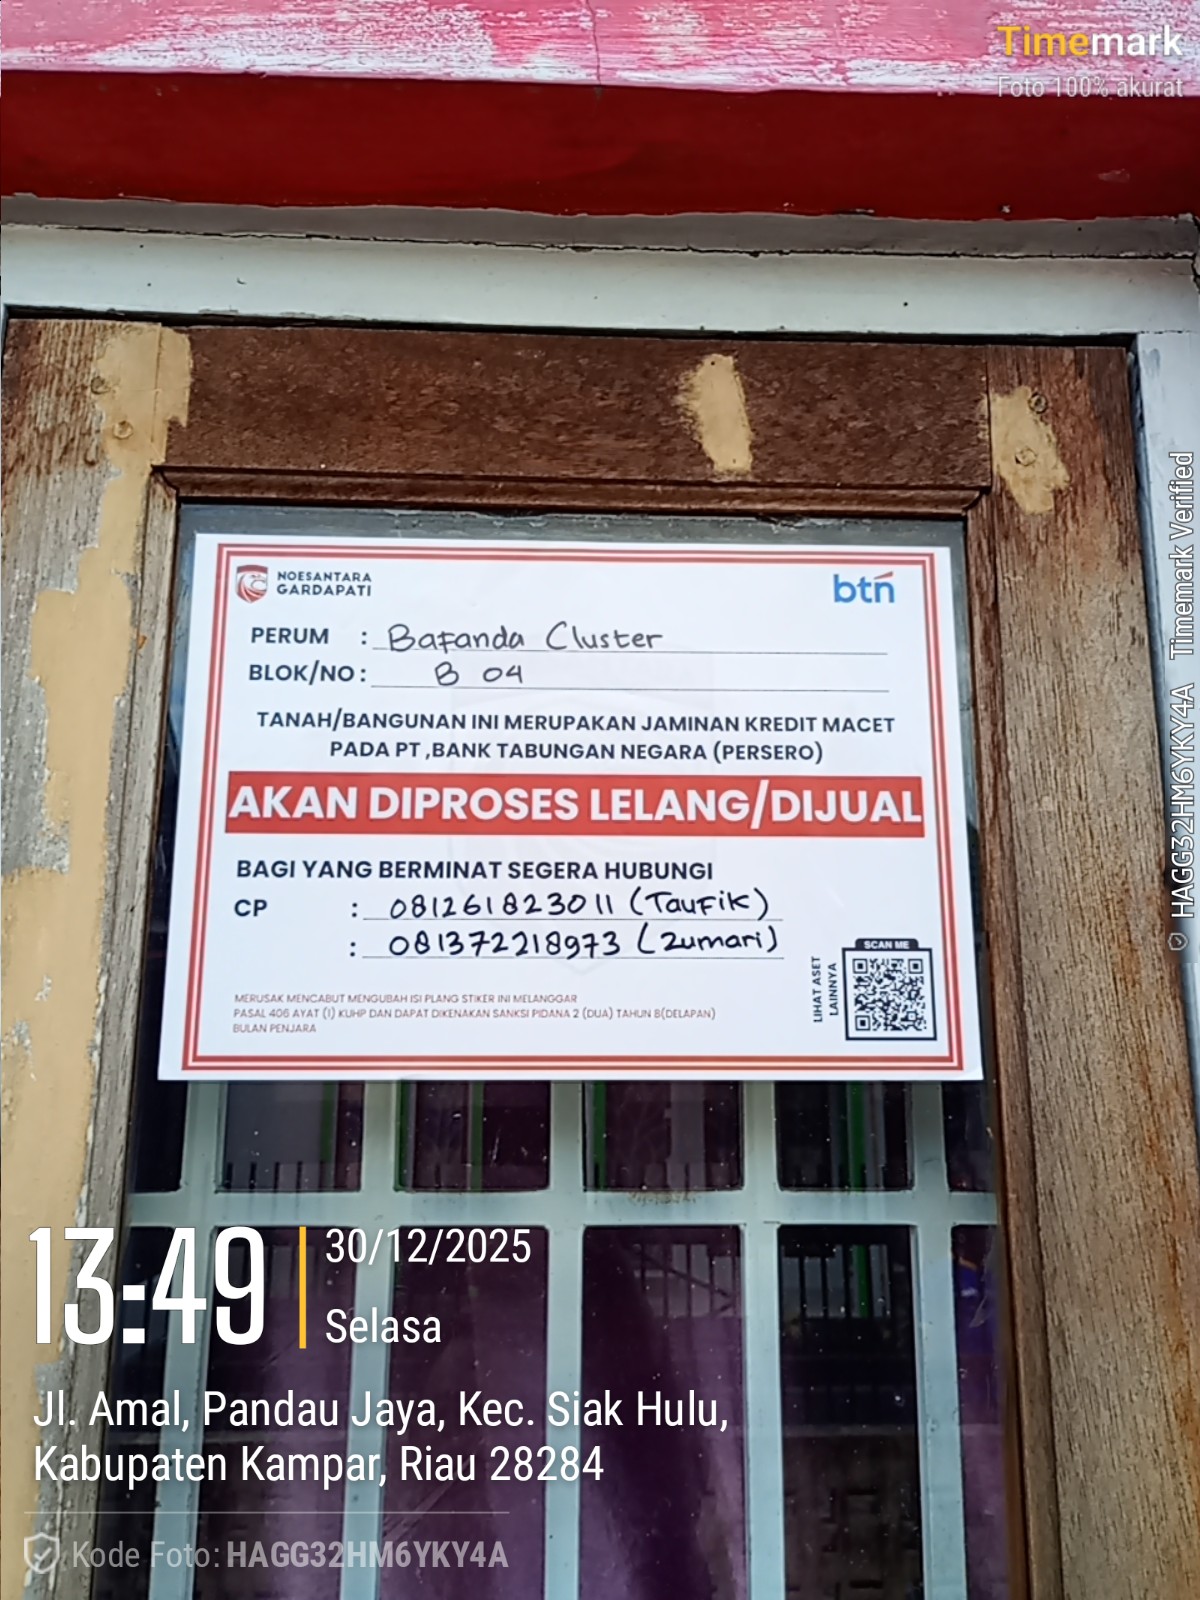 Timemark
Foto 100% akurat
NOESANTARA
GARDAPATI
btn
PERUM : Bafanda Cluster
BLOK/NO : B 04
TANAH/BANGUNAN INI MERUPAKAN JAMINAN KREDIT MACET
PADA PT ,BANK TABUNGAN NEGARA (PERSERO)
AKAN DIPROSES LELANG/DIJUAL
BAGI YANG BERMINAT SEGERA HUBUNGI
CP : 081261823011 (Taufik)
: 081372218973 (Zumari)
SCAN ME
LIHAT ASET
LAINNYA
MERUSAK MENCABUT MENGUBAH ISI PLANG STIKER INI MELANGGAR
PASAL 406 AYAT (1) KUHP DAN DAPAT DIKENAKAN SANKSI PIDANA 2 (DUA) TAHUN 8(DELAPAN)
BULAN PENJARA
HAGG32HM6YKY4A Timemark Verified
13:49
30/12/2025
Selasa
Jl. Amal, Pandau Jaya, Kec. Siak Hulu,
Kabupaten Kampar, Riau 28284
Kode Foto: HAGG32HM6YKY4A